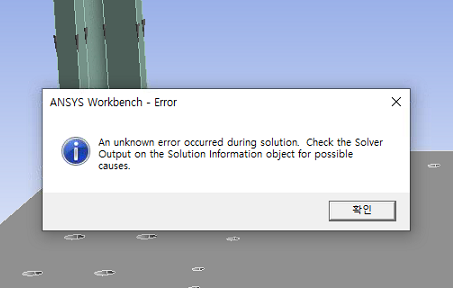 ANSYS Workbench - Error
An unknown error occurred during solution.  Check the Solver
Output on the Solution Information object for possible
causes.
확인